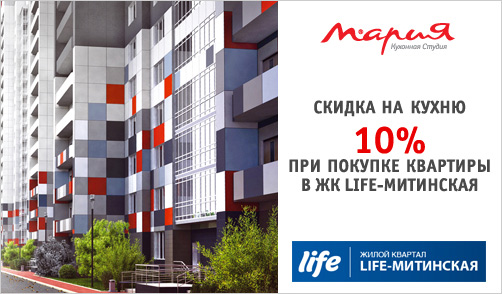 Мария
Кухонная Студия
СКИДКА НА КУХНЮ
10%
ПРИ ПОКУПКЕ КВАРТИРЫ
В ЖК LIFE-МИТИНСКАЯ
life
ЖИЛОЙ КВАРТАЛ
LIFE-МИТИНСКАЯ